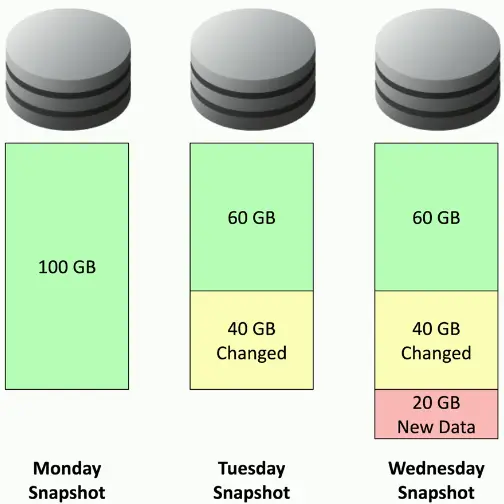 100 GB
60 GB
40 GB
Changed
60 GB
40 GB
Changed
20 GB
New Data
Monday
Snapshot
Tuesday
Snapshot
Wednesday
Snapshot